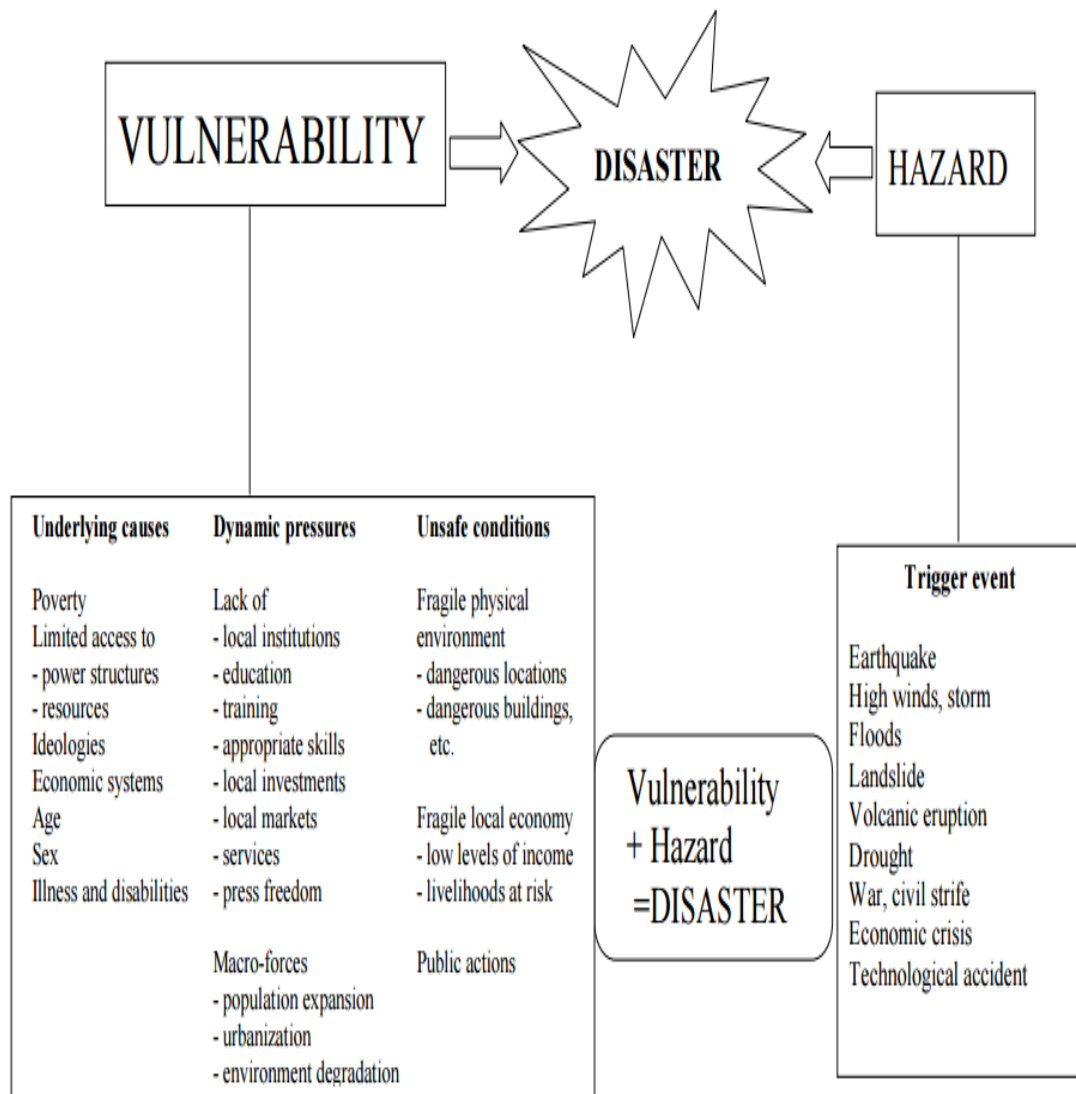 VULNERABILITY
DISASTER
HAZARD
Underlying causes
Poverty
Limited access to
- power structures
- resources
Ideologies
Economic systems
Age
Sex
Illness and disabilities
Dynamic pressures
Lack of
- local institutions
- education
- training
- appropriate skills
- local investments
- local markets
- services
- press freedom
Macro-forces
- population expansion
- urbanization
- environment degradation
Unsafe conditions
Fragile physical
environment
- dangerous locations
- dangerous buildings,
etc.
Fragile local economy
- low levels of income
- livelihoods at risk
Public actions
Vulnerability
+ Hazard
=DISASTER
Trigger event
Earthquake
High winds, storm
Floods
Landslide
Volcanic eruption
Drought
War, civil strife
Economic crisis
Technological accident